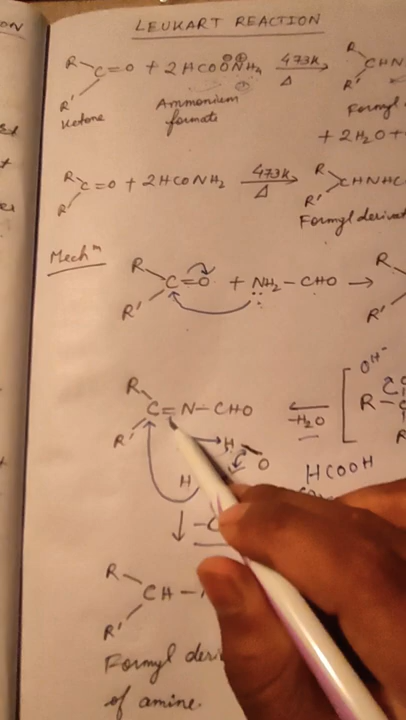 LEUKART REACTION
R
C=O + 2HCOO⊖N⊕H₄ 473K Δ → R
R'
R'
Ketone
Ammonium
formate
Formyl
+ 2H₂O +
R
C=O + 2HCONH₂ 473K Δ → R
CHNHC
R'
R'
Formyl derivat
Mechᵐ
R
C=O + NH₂-CHO →
R'
R
R'
R
C=N-CHO
R'
-H₂O
OH⁻
R-C
H
O
HCOOH
H
R
CH-
R'
Formyl deri
of amine.